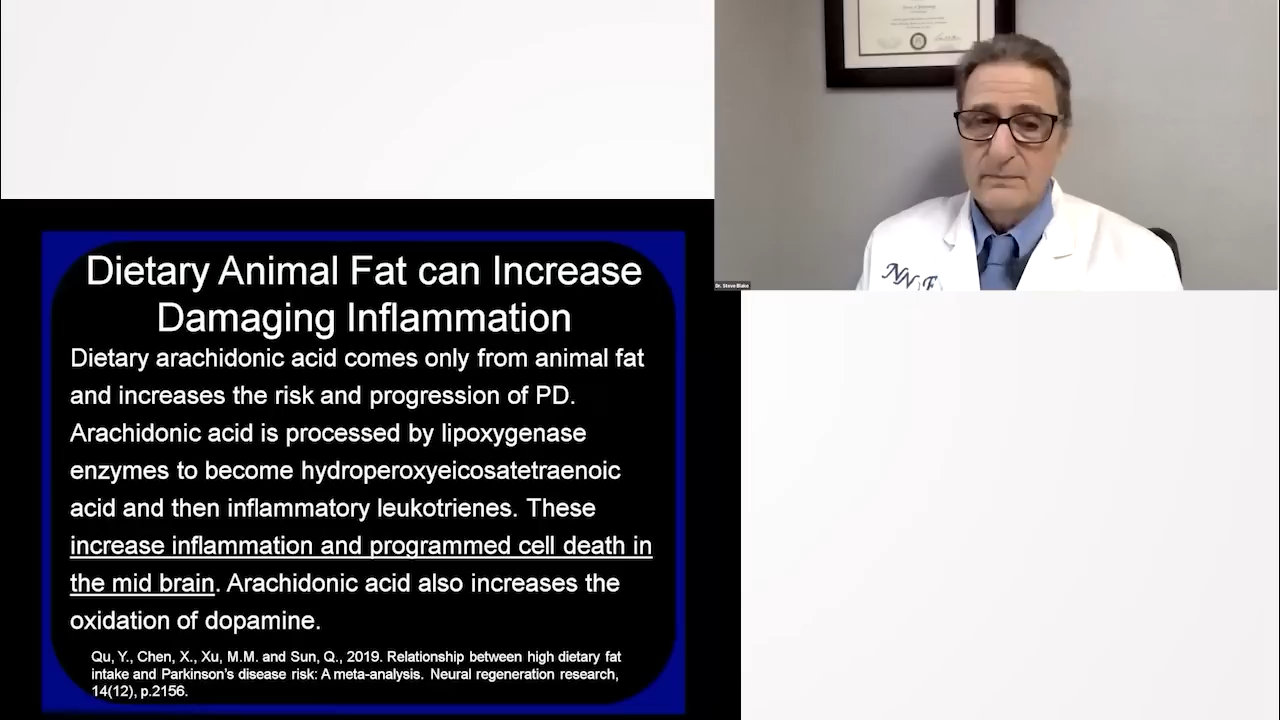 Dietary Animal Fat can Increase
Damaging Inflammation
Dietary arachidonic acid comes only from animal fat
and increases the risk and progression of PD.
Arachidonic acid is processed by lipoxygenase
enzymes to become hydroperoxyeicosatetraenoic
acid and then inflammatory leukotrienes. These
increase inflammation and programmed cell death in
the mid brain. Arachidonic acid also increases the
oxidation of dopamine.
Qu, Y., Chen, X., Xu, M.M. and Sun, Q., 2019. Relationship between high dietary fat
intake and Parkinson's disease risk: A meta-analysis. Neural regeneration research,
14(12), p.2156.
Dr. Steve Blake